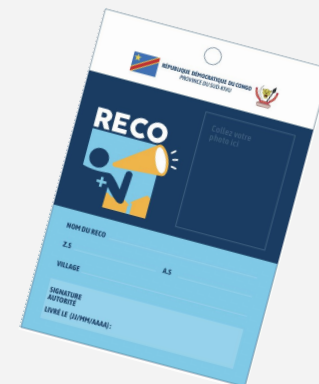 RÉPUBLIQUE DÉMOCRATIQUE DU CONGO
PROVINCE DU SUD-KIVU
RECO
Collez votre
photo ici
NOM DU RECO
Z.S
VILLAGE
A.S
SIGNATURE
AUTORITÉ
LIVRÉ LE (JJ/MM/AAAA):